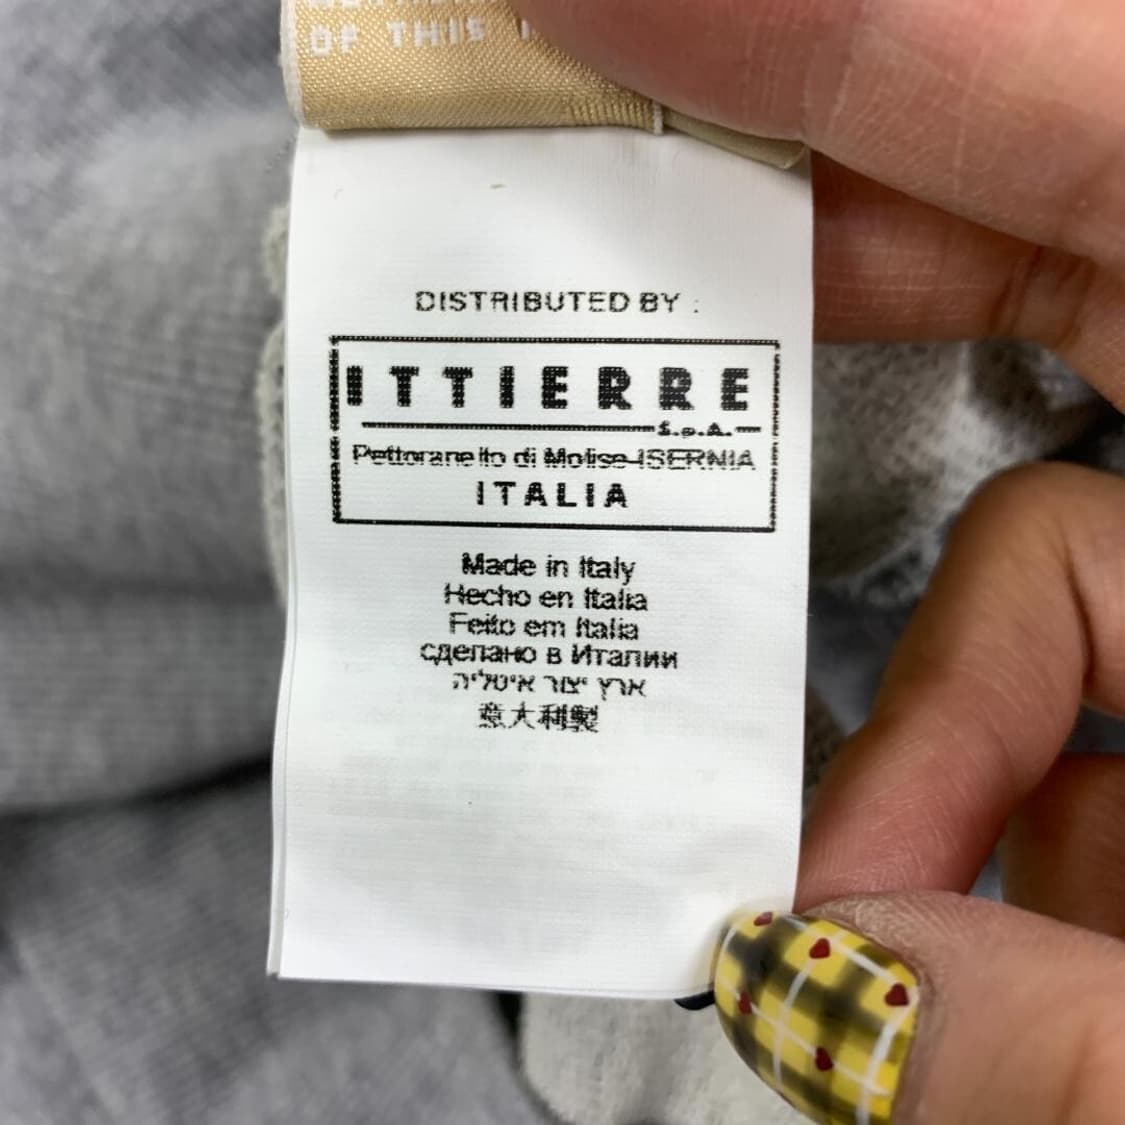 OF THIS
DISTRIBUTED BY :
ITTIERRE
S.p.A.
Pettoranello di Molise-ISERNIA
ITALIA
Made in Italy
Hecho en Italia
Feito em Italia
сделано в Италии
ארץ יצור איטליה
意大利製